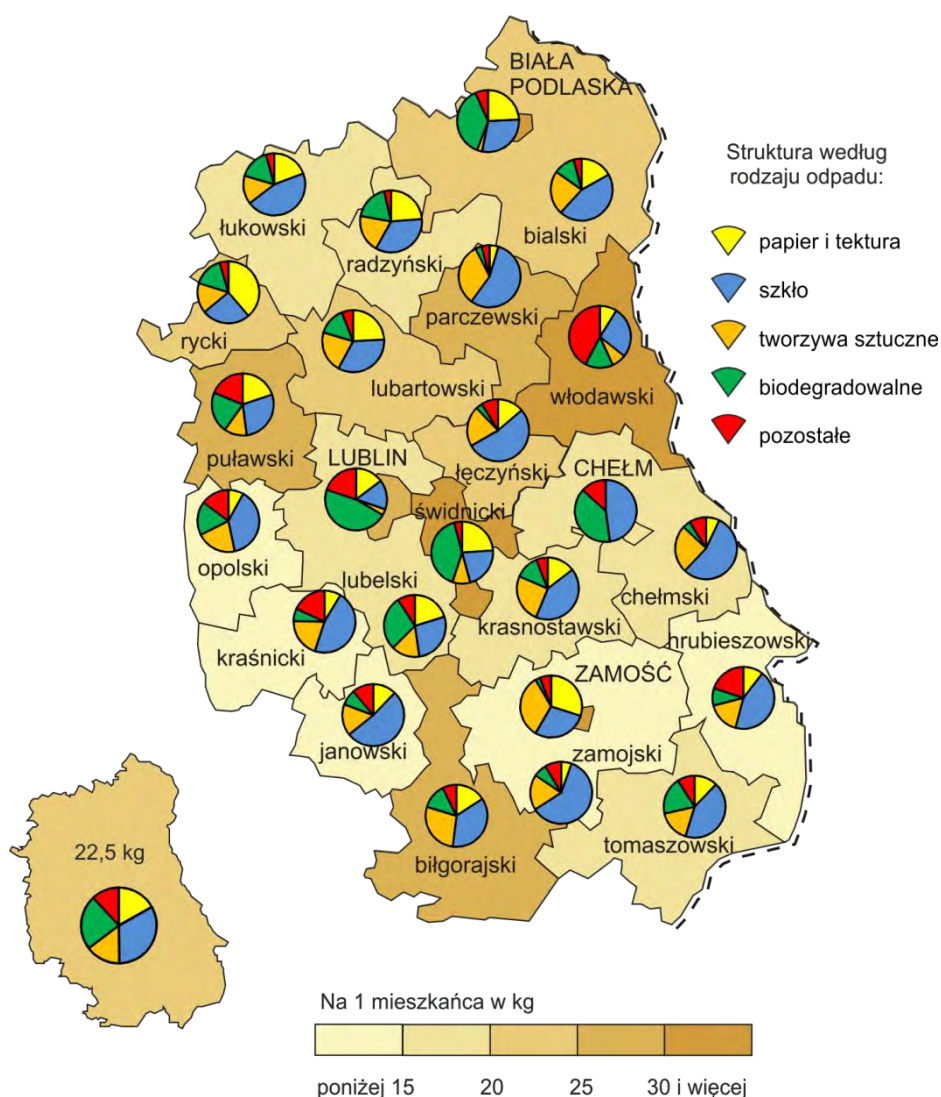 BIAŁA
PODLASKA
Struktura według
rodzaju odpadu:
papier i tektura
szkło
tworzywa sztuczne
biodegradowalne
pozostałe
łukowski
bialski
radzyński
parczewski
rycki
lubartowski
włodawski
puławski
LUBLIN
łęczyński
CHEŁM
świdnicki
opolski
lubelski
chełmski
krasnostawski
kraśnicki
hrubieszowski
ZAMOŚĆ
janowski
zamojski
tomaszowski
biłgorajski
22,5 kg
Na 1 mieszkańca w kg
poniżej 15 20 25 30 i więcej